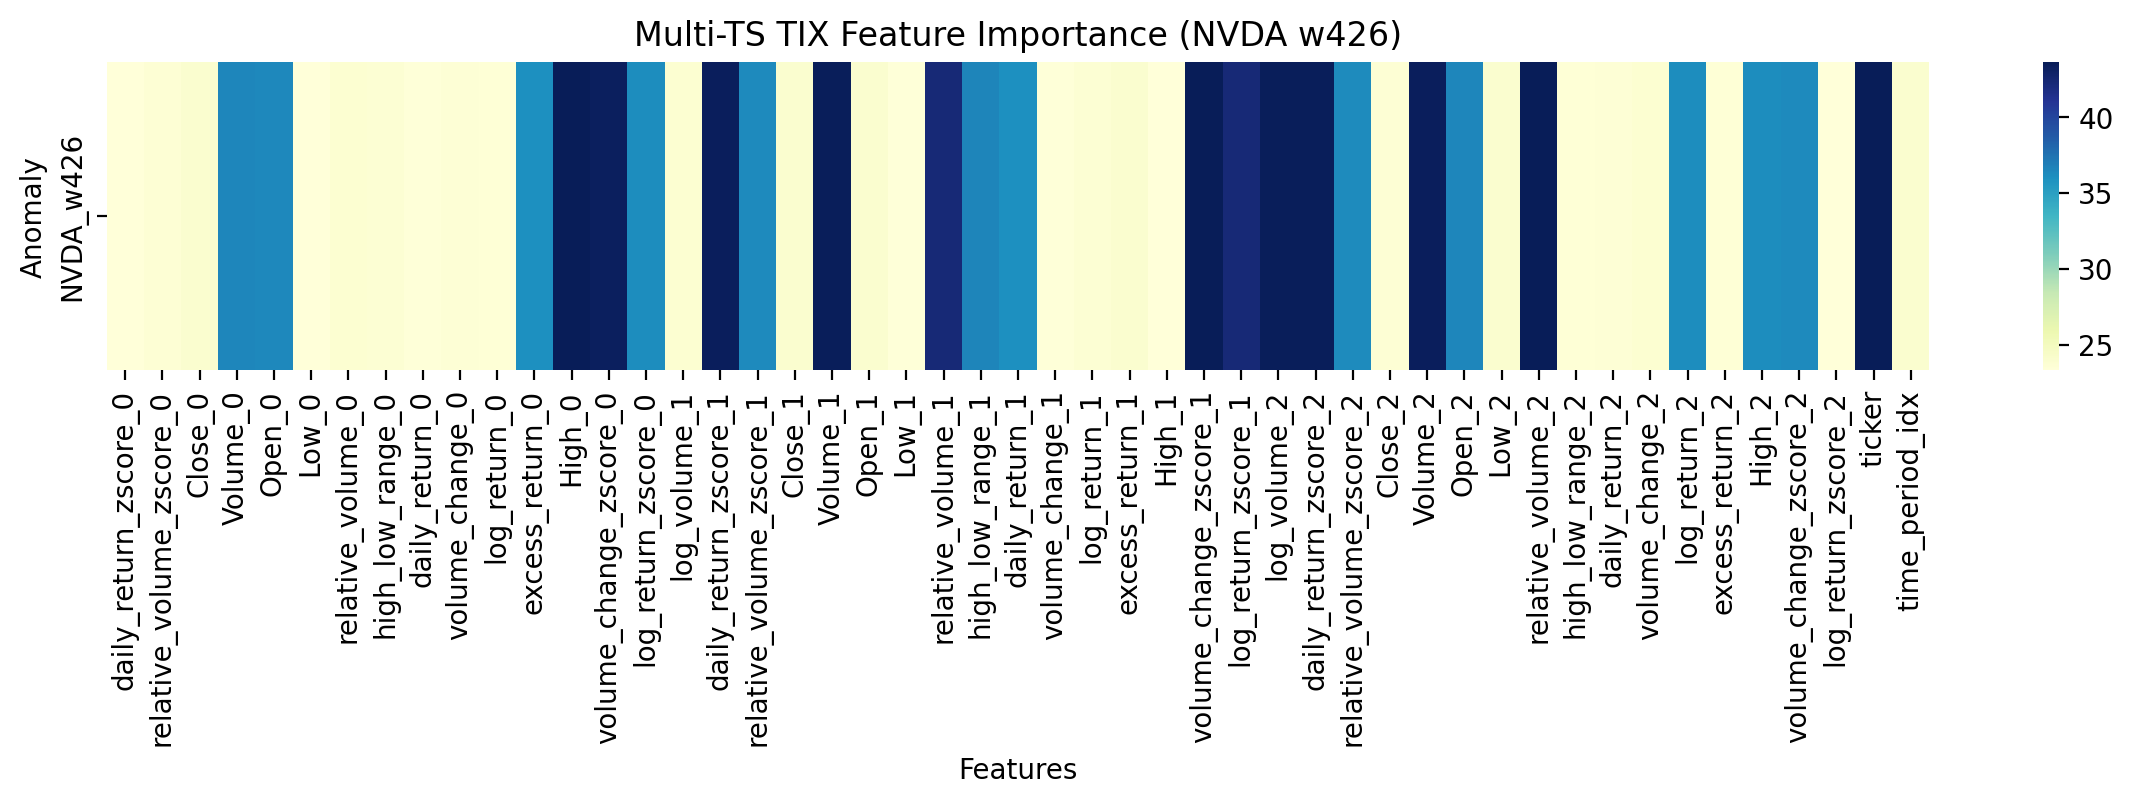 Multi-TS TIX Feature Importance (NVDA w426)
Anomaly
NVDA_w426
40
35
30
25
daily_return_zscore_0
relative_volume_zscore_0
Close_0
Volume_0
Open_0
Low_0
relative_volume_0
high_low_range_0
daily_return_0
volume_change_0
log_return_0
excess_return_0
High_0
volume_change_zscore_0
log_return_zscore_0
log_volume_1
daily_return_zscore_1
relative_volume_zscore_1
Close_1
Volume_1
Open_1
Low_1
relative_volume_1
high_low_range_1
daily_return_1
volume_change_1
log_return_1
excess_return_1
High_1
volume_change_zscore_1
log_return_zscore_1
log_volume_2
daily_return_zscore_2
relative_volume_zscore_2
Close_2
Volume_2
Open_2
Low_2
relative_volume_2
high_low_range_2
daily_return_2
volume_change_2
log_return_2
excess_return_2
High_2
volume_change_zscore_2
log_return_zscore_2
ticker
time_period_idx
Features